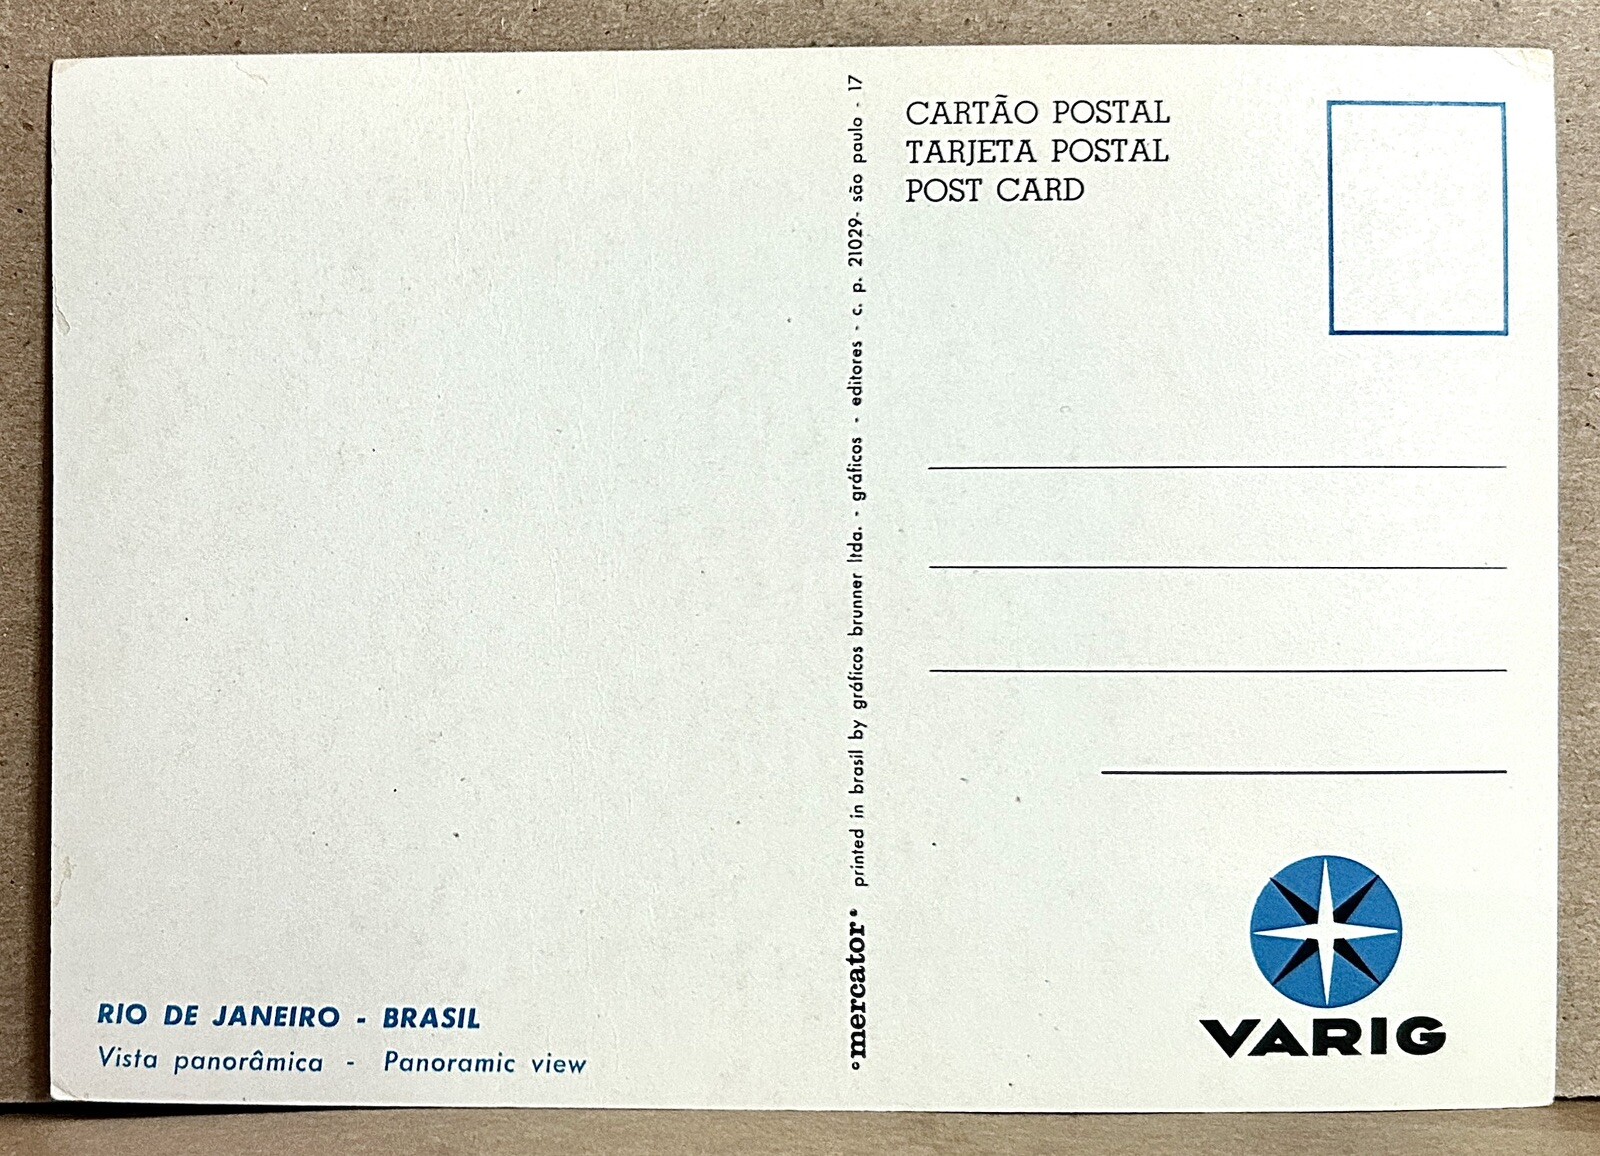 RIO DE JANEIRO - BRASIL
Vista panorâmica - Panoramic view
mercator printed in brasil by gráficos brunner ltda. - gráficos - editores - c. p. 21029- são paulo - 17
CARTÃO POSTAL
TARJETA POSTAL
POST CARD
VARIG